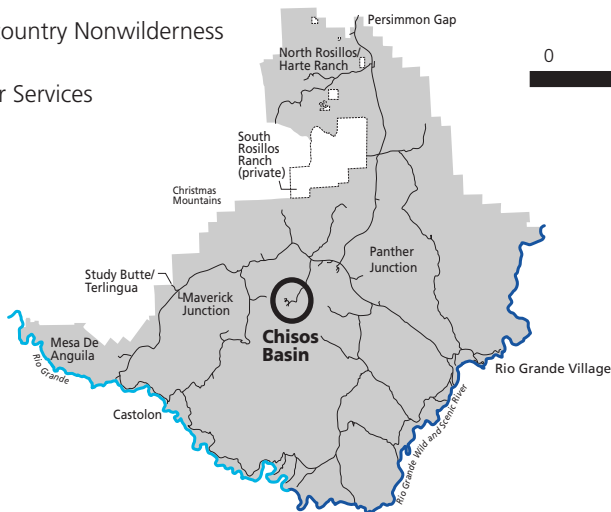 ountry Nonwilderness
r Services
Persimmon Gap
North Rosillos/
Harte Ranch
0
South
Rosillos
Ranch
(private)
Christmas
Mountains
Panther
Junction
Study Butte/
Terlingua
Maverick
Junction
Chisos
Basin
Mesa De
Anguila
Rio Grande
Rio Grande Village
Castolon
Rio Grande Wild and Scenic River